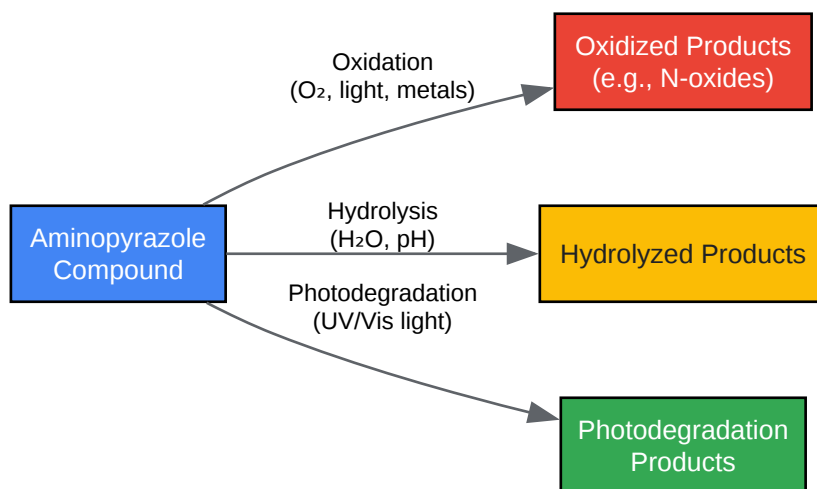 Oxidation
(O₂, light, metals)
Oxidized Products
(e.g., N-oxides)
Aminopyrazole
Compound
Hydrolysis
(H₂O, pH)
Hydrolyzed Products
Photodegradation
(UV/Vis light)
Photodegradation
Products